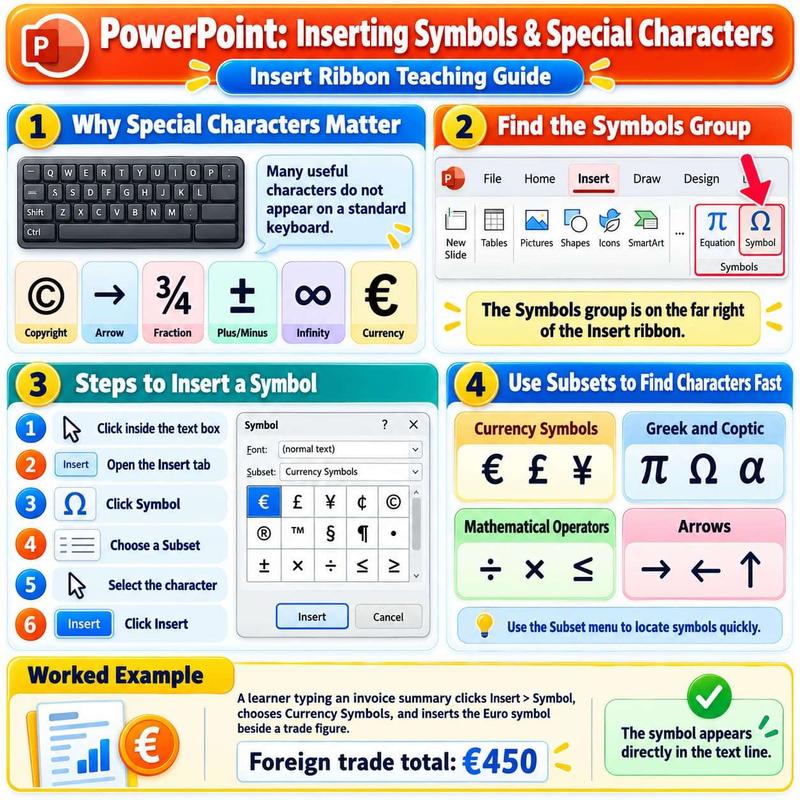 P
PowerPoint: Inserting Symbols & Special Characters
Insert Ribbon Teaching Guide
1 Why Special Characters Matter
Q W E R T Y U I O P
S S D F G H J K L
Shift Z X C V B N M
Ctrl
Many useful
characters do not
appear on a standard
keyboard.
© → ¾ ± ∞ €
Copyright Arrow Fraction Plus/Minus Infinity Currency
2 Find the Symbols Group
P File Home Insert Draw Design
π Ω
New
Slide
Tables Pictures Shapes Icons SmartArt ... Equation Symbol
Symbols
The Symbols group is on the far right
of the Insert ribbon.
3 Steps to Insert a Symbol
1 Click inside the text box
2 Insert Open the Insert tab
3 Ω Click Symbol
4 Choose a Subset
5 Select the character
6 Insert Click Insert
Symbol ? ×
Font: (normal text)
Subset: Currency Symbols
€ £ ¥ ¢ ©
® ™ § ¶ •
± × ÷ ≤ ≥
Insert Cancel
4 Use Subsets to Find Characters Fast
Currency Symbols
€ £ ¥
Greek and Coptic
π Ω α
Mathematical Operators
÷ × ≤
Arrows
→ ← ↑
Use the Subset menu to locate symbols quickly.
Worked Example
€
A learner typing an invoice summary clicks Insert > Symbol,
chooses Currency Symbols, and inserts the Euro symbol
beside a trade figure.
Foreign trade total: €450
The symbol appears
directly in the text line.